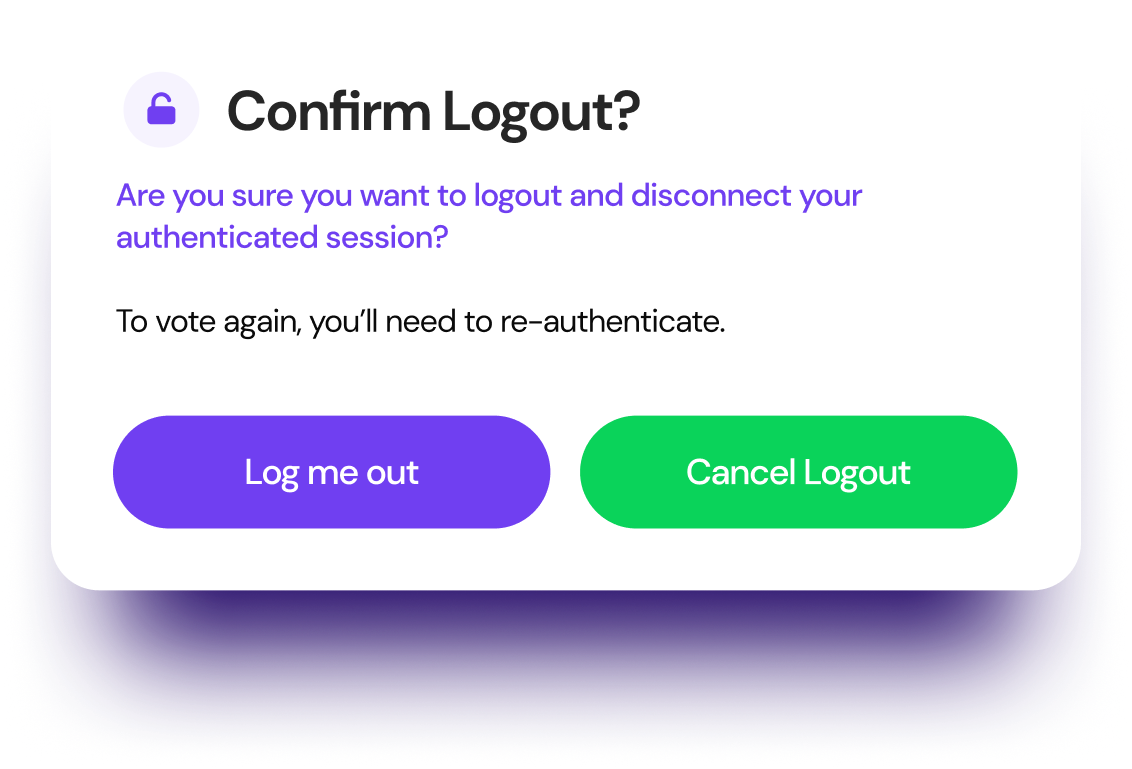 Confirm Logout?
Are you sure you want to logout and disconnect your
authenticated session?
To vote again, you’ll need to re-authenticate.
Log me out
Cancel Logout